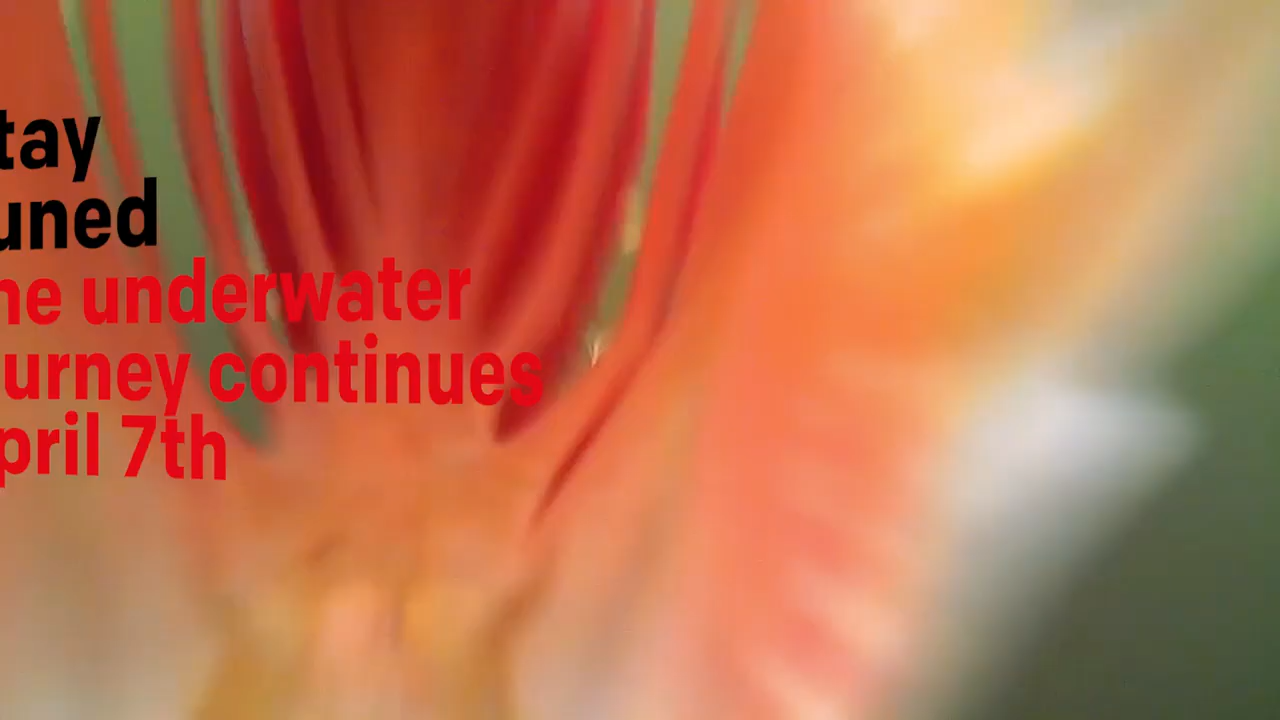 tay
uned
he underwater
urney continues
pril 7th